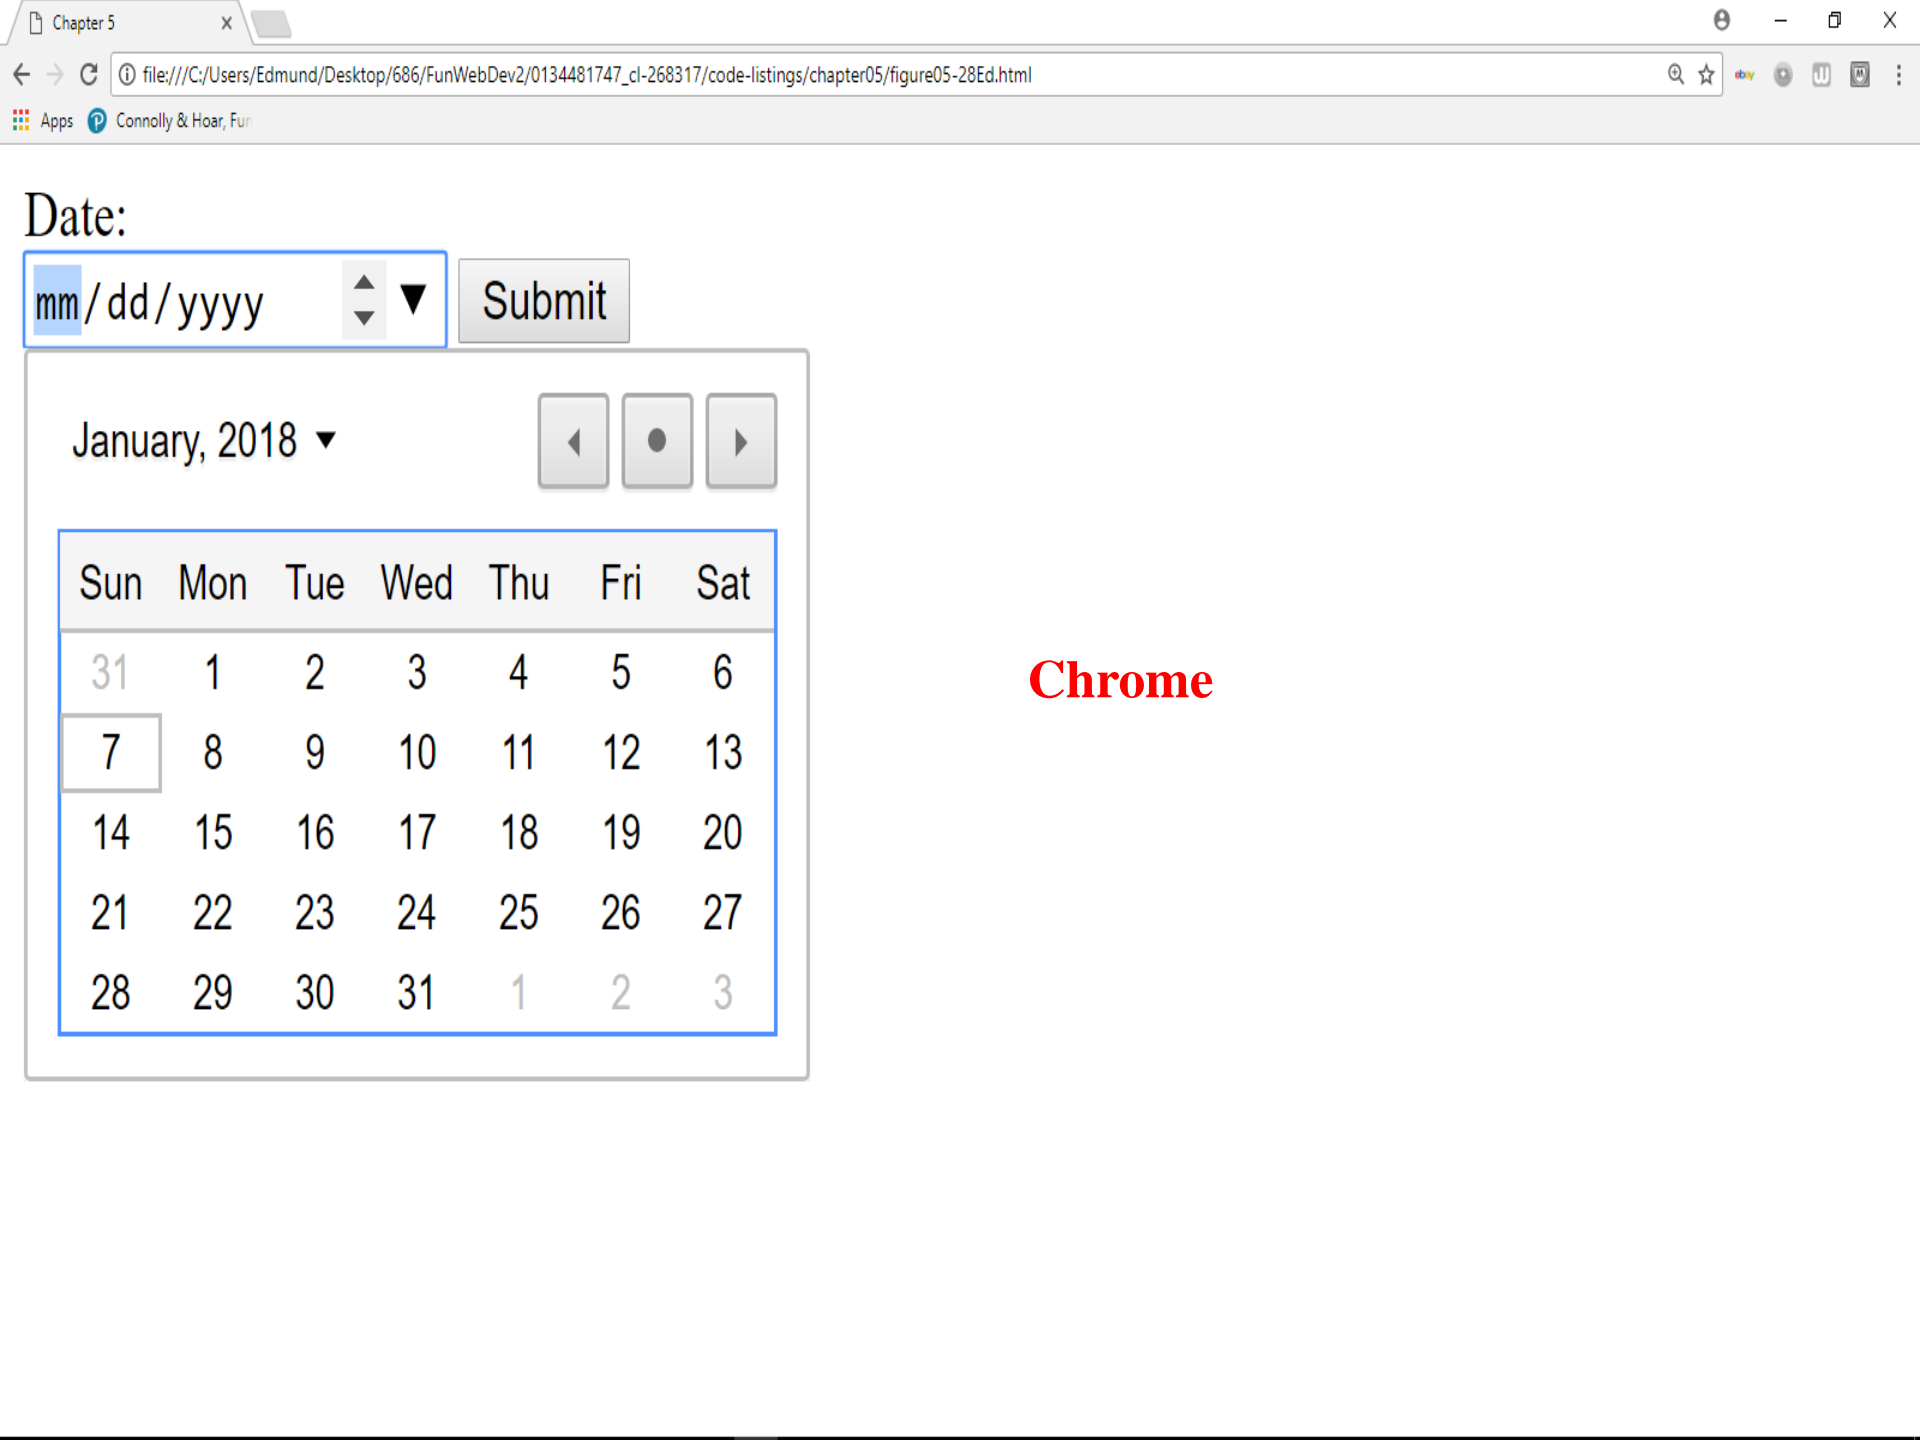 Chapter 5
file:///C:/Users/Edmund/Desktop/686/FunWebDev2/0134481747_cl-268317/code-listings/chapter05/figure05-28Ed.html
ebay
Apps Connolly & Hoar, Fun
Date:
mm/dd/yyyy Submit
January, 2018
Sun Mon Tue Wed Thu Fri Sat
31 1 2 3 4 5 6
Chrome
7 8 9 10 11 12 13
14 15 16 17 18 19 20
21 22 23 24 25 26 27
28 29 30 31 1 2 3